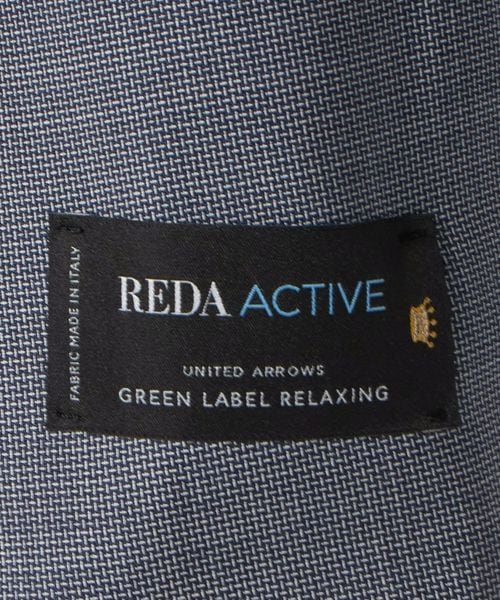 FABRIC MADE IN ITALY
REDA ACTIVE
UNITED ARROWS
GREEN LABEL RELAXING